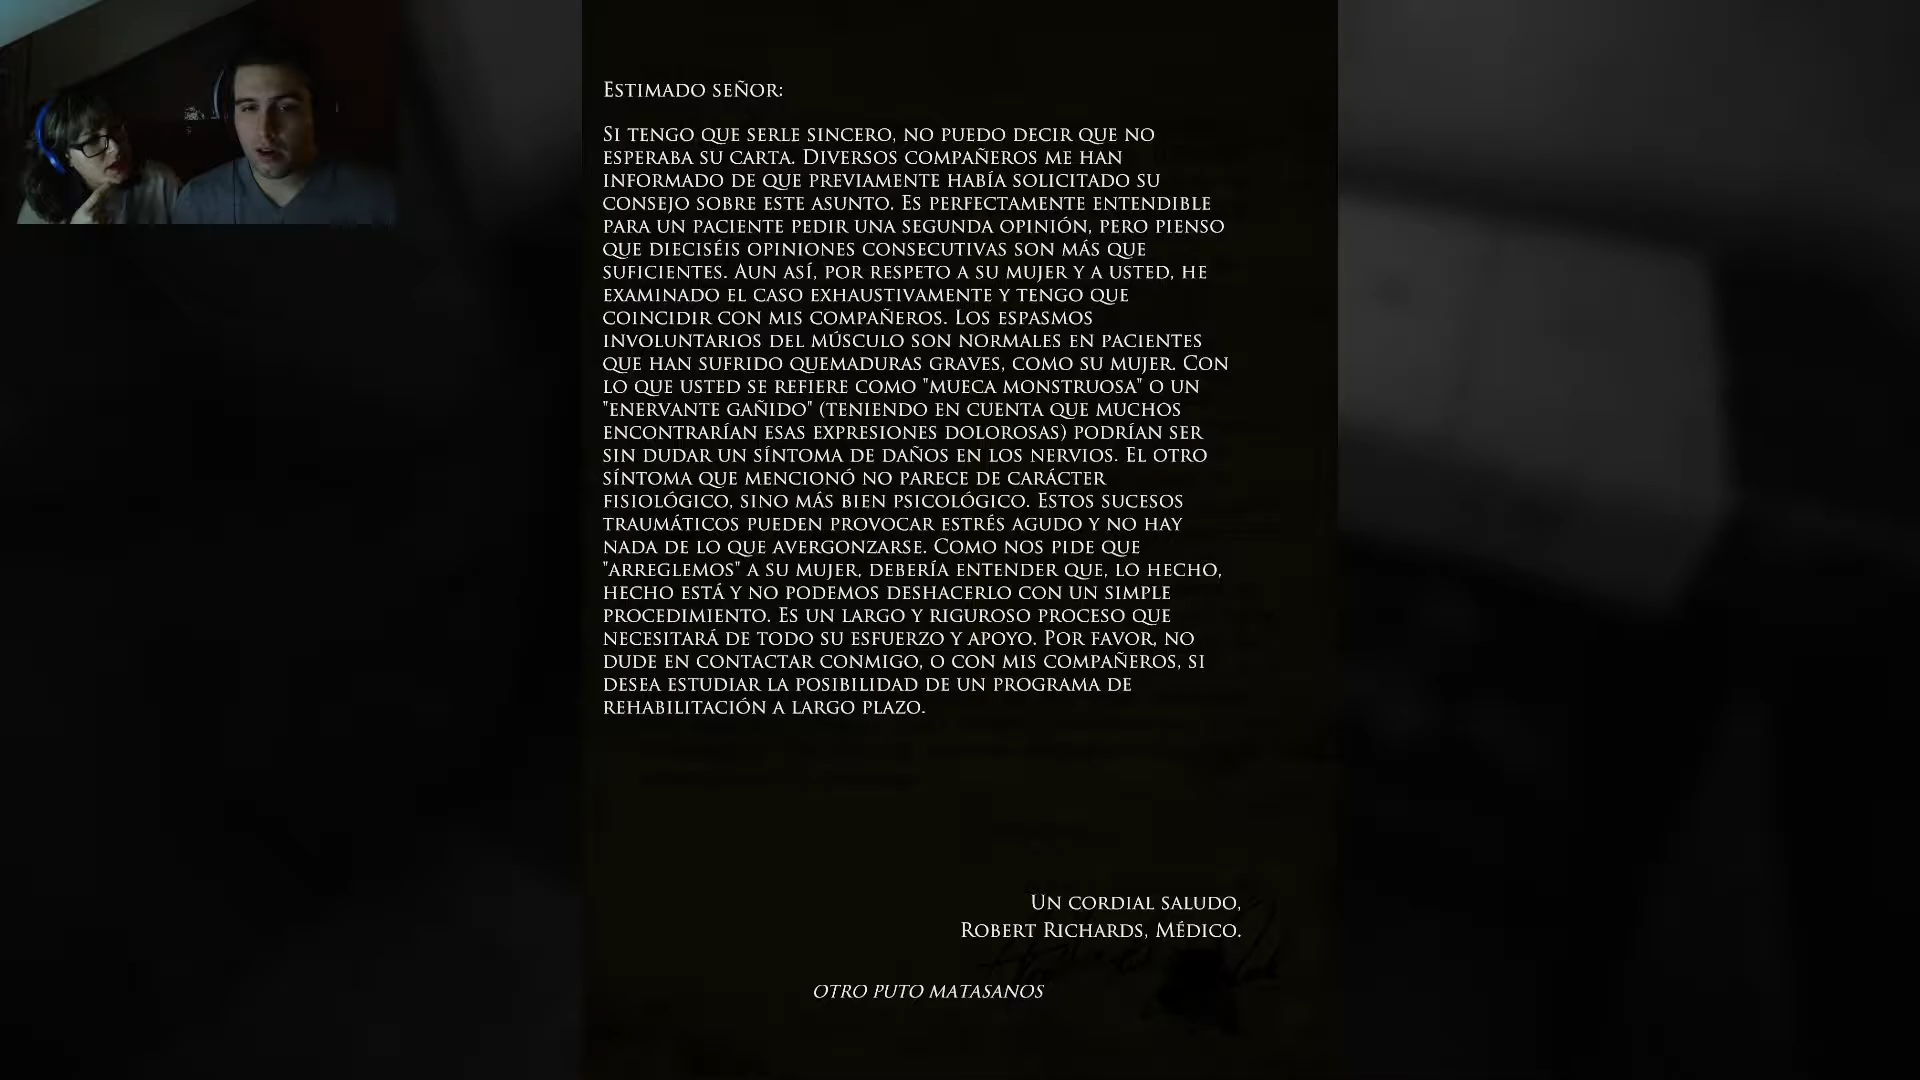 Estimado señor:
Si tengo que serle sincero, no puedo decir que no
esperaba su carta. Diversos compañeros me han
informado de que previamente había solicitado su
consejo sobre este asunto. Es perfectamente entendible
para un paciente pedir una segunda opinión, pero pienso
que dieciséis opiniones consecutivas son más que
suficientes. Aun así, por respeto a su mujer y a usted, he
examinado el caso exhaustivamente y tengo que
coincidir con mis compañeros. Los espasmos
involuntarios del músculo son normales en pacientes
que han sufrido quemaduras graves, como su mujer. Con
lo que usted se refiere como "mueca monstruosa" o un
"enervante gañido" (teniendo en cuenta que muchos
encontrarían esas expresiones dolorosas) podrían ser
sin dudar un síntoma de daños en los nervios. El otro
síntoma que mencionó no parece de carácter
fisiológico, sino más bien psicológico. Estos sucesos
traumáticos pueden provocar estrés agudo y no hay
nada de lo que avergonzarse. Como nos pide que
"arreglemos" a su mujer, debería entender que, lo hecho,
hecho está y no podemos deshacerlo con un simple
procedimiento. Es un largo y riguroso proceso que
necesitará de todo su esfuerzo y apoyo. Por favor, no
dude en contactar conmigo, o con mis compañeros, si
desea estudiar la posibilidad de un programa de
rehabilitación a largo plazo.
Un cordial saludo,
Robert Richards, Médico.
OTRO PUTO MATASANOS